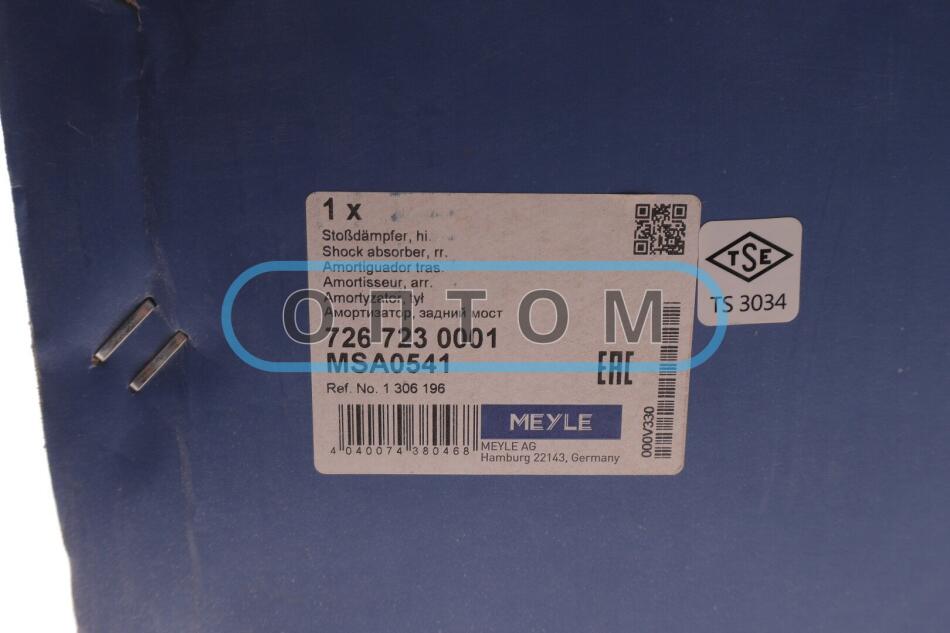 1 x
Stoßdämpfer, hi.
Shock absorber, rr.
Amortiguador tras.
Amortisseur, arr.
Amortyzator, tył
Амортизатор, задний мост
726 723 0001
MSA0541
Ref. No. 1 306 196
EAC
MEYLE
MEYLE AG
Hamburg 22143, Germany
4 040074 380468
000V330
TSE
TS 3034
ОПТОМ